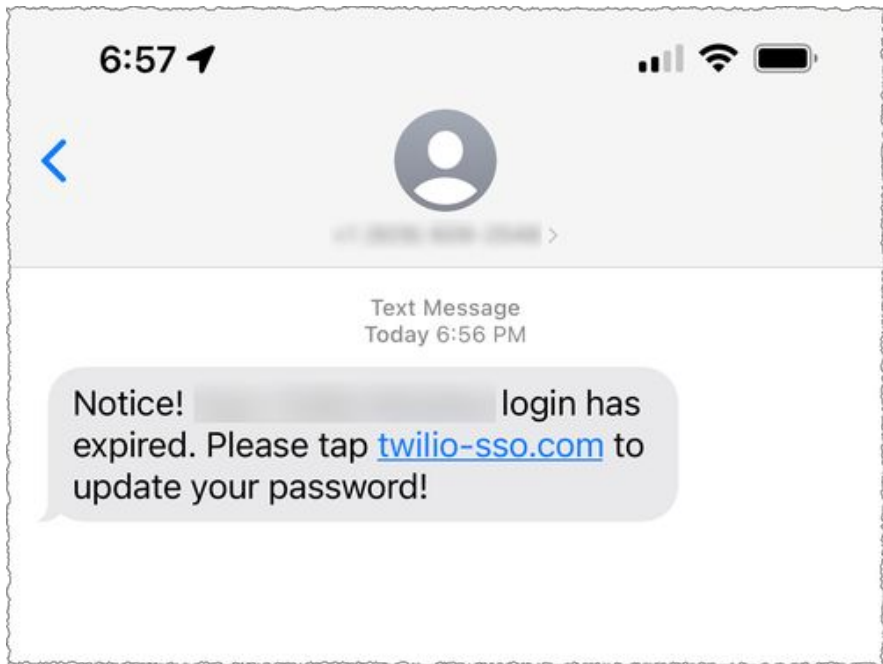 6:57
Text Message
Today 6:56 PM
Notice! login has
expired. Please tap twilio-sso.com to
update your password!